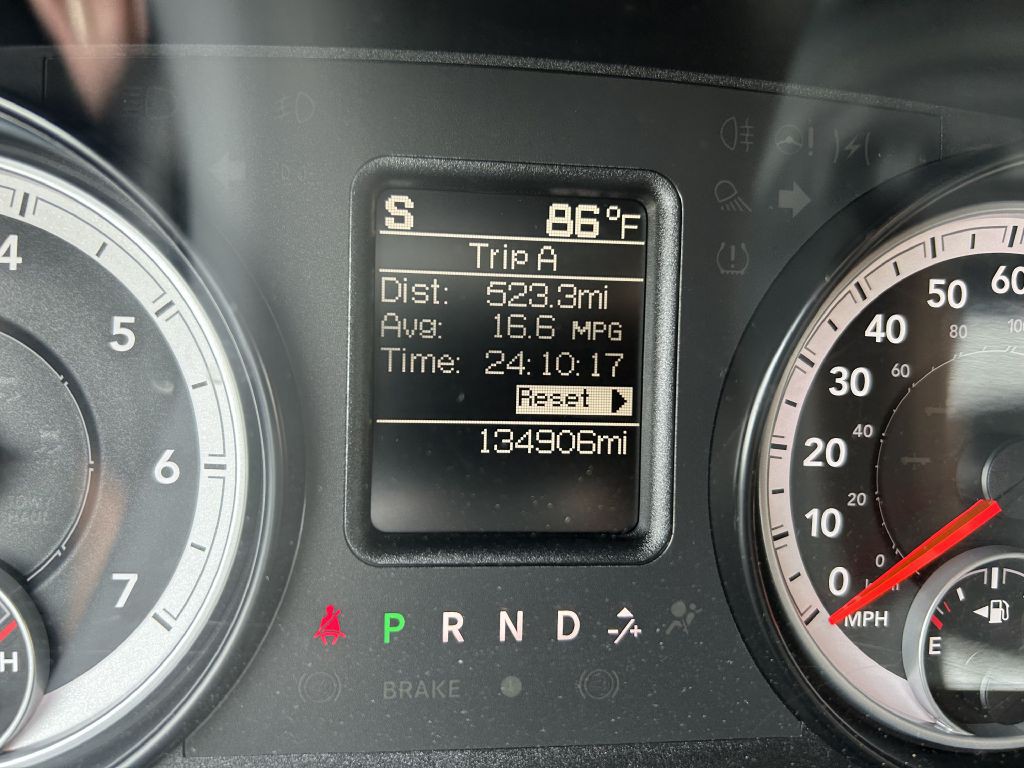 S 86°F
Trip A
Dist: 523.3mi
Avg: 16.6 MPG
Time: 24:10:17
Reset
134906mi
4
5
6
7
H
P R N D -/+
BRAKE
60
50
40
30
20
10
0
MPH
80
60
40
20
0
E